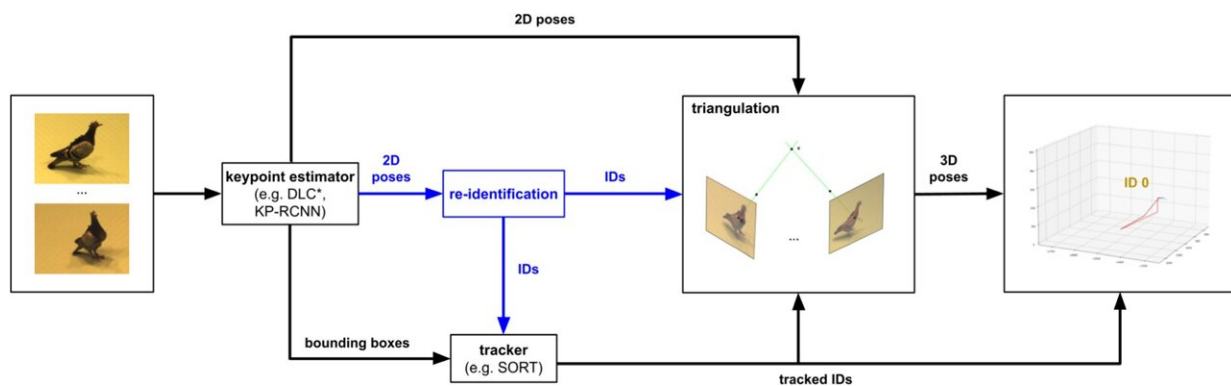 2D poses
triangulation
keypoint estimator
(e.g. DLC*,
KP-RCNN)
2D
poses
re-identification
IDs
3D
poses
ID 0
...
...
IDs
bounding boxes
tracker
(e.g. SORT)
tracked IDs